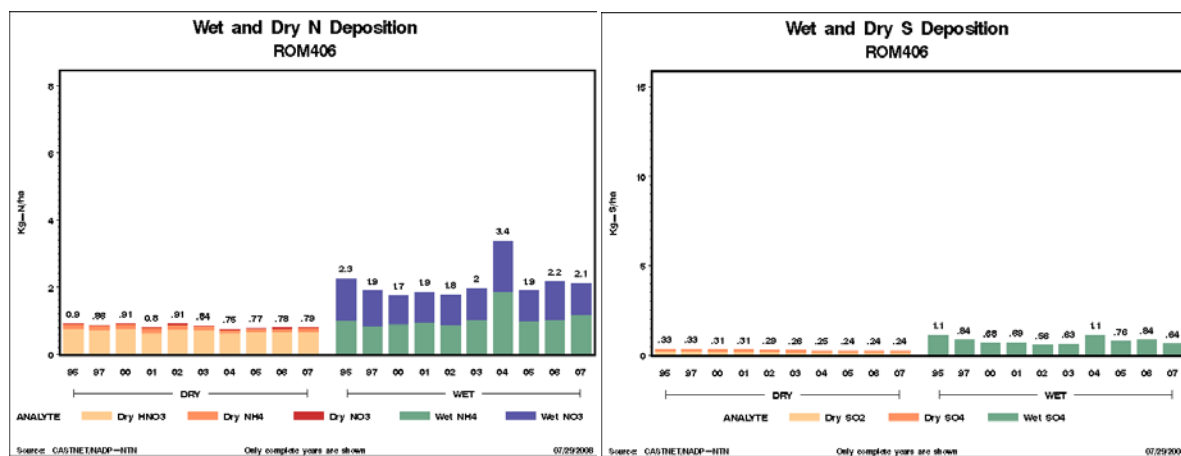 Wet and Dry N Deposition
ROM406
Kg-N/ha
8
6
4
2
0
0.9 .86 .91 0.8 .91 .84 .75 .77 .78 .79
2.3 1.9 1.7 1.9 1.8 2 3.4 1.9 2.2 2.1
95 97 00 01 02 03 04 05 06 07 95 97 00 01 02 03 04 05 06 07
DRY WET
ANALYTE Dry HNO3 Dry NH4 Dry NO3 Wet NH4 Wet NO3
Source: CASTNET/NADP-NTN Only complete years are shown 07/29/2008
Wet and Dry S Deposition
ROM406
Kg-S/ha
15
10
5
0
.33 .33 .31 .31 .29 .26 .25 .24 .24 .24
1.1 .84 .68 .69 .56 .63 1.1 .76 .84 .64
95 97 00 01 02 03 04 05 06 07 95 97 00 01 02 03 04 05 06 07
DRY WET
ANALYTE Dry SO2 Dry SO4 Wet SO4
Source: CASTNET/NADP-NTN Only complete years are shown 07/29/200